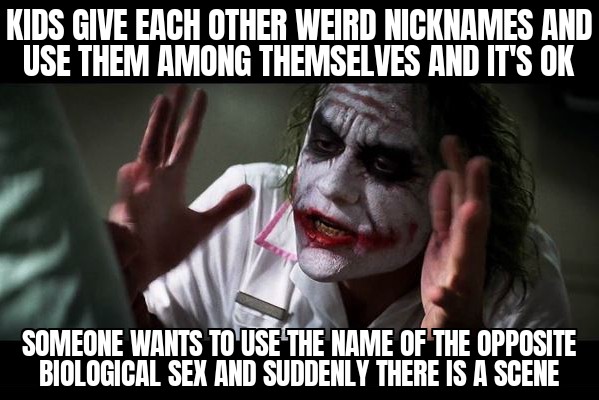 KIDS GIVE EACH OTHER WEIRD NICKNAMES AND
USE THEM AMONG THEMSELVES AND IT'S OK
SOMEONE WANTS TO USE THE NAME OF THE OPPOSITE
BIOLOGICAL SEX AND SUDDENLY THERE IS A SCENE